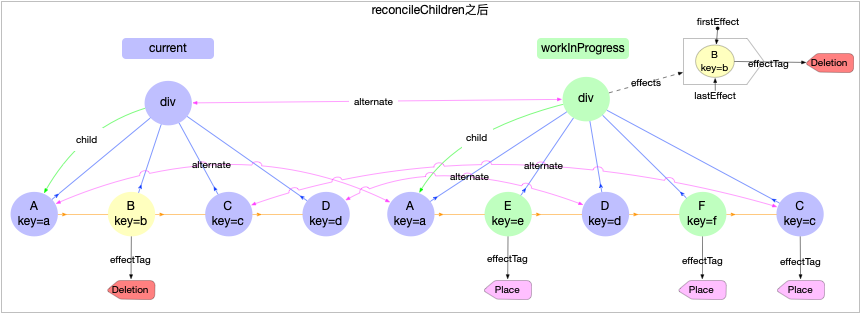 reconcileChildren之后
current
workInProgress
firstEffect
B
key=b
effectTag
Deletion
effects
lastEffect
div
alternate
div
child
child
alternate
alternate
alternate
A
key=a
B
key=b
C
key=c
D
key=d
A
key=a
E
key=e
D
key=d
F
key=f
C
key=c
effectTag
effectTag
effectTag
effectTag
Deletion
Place
Place
Place